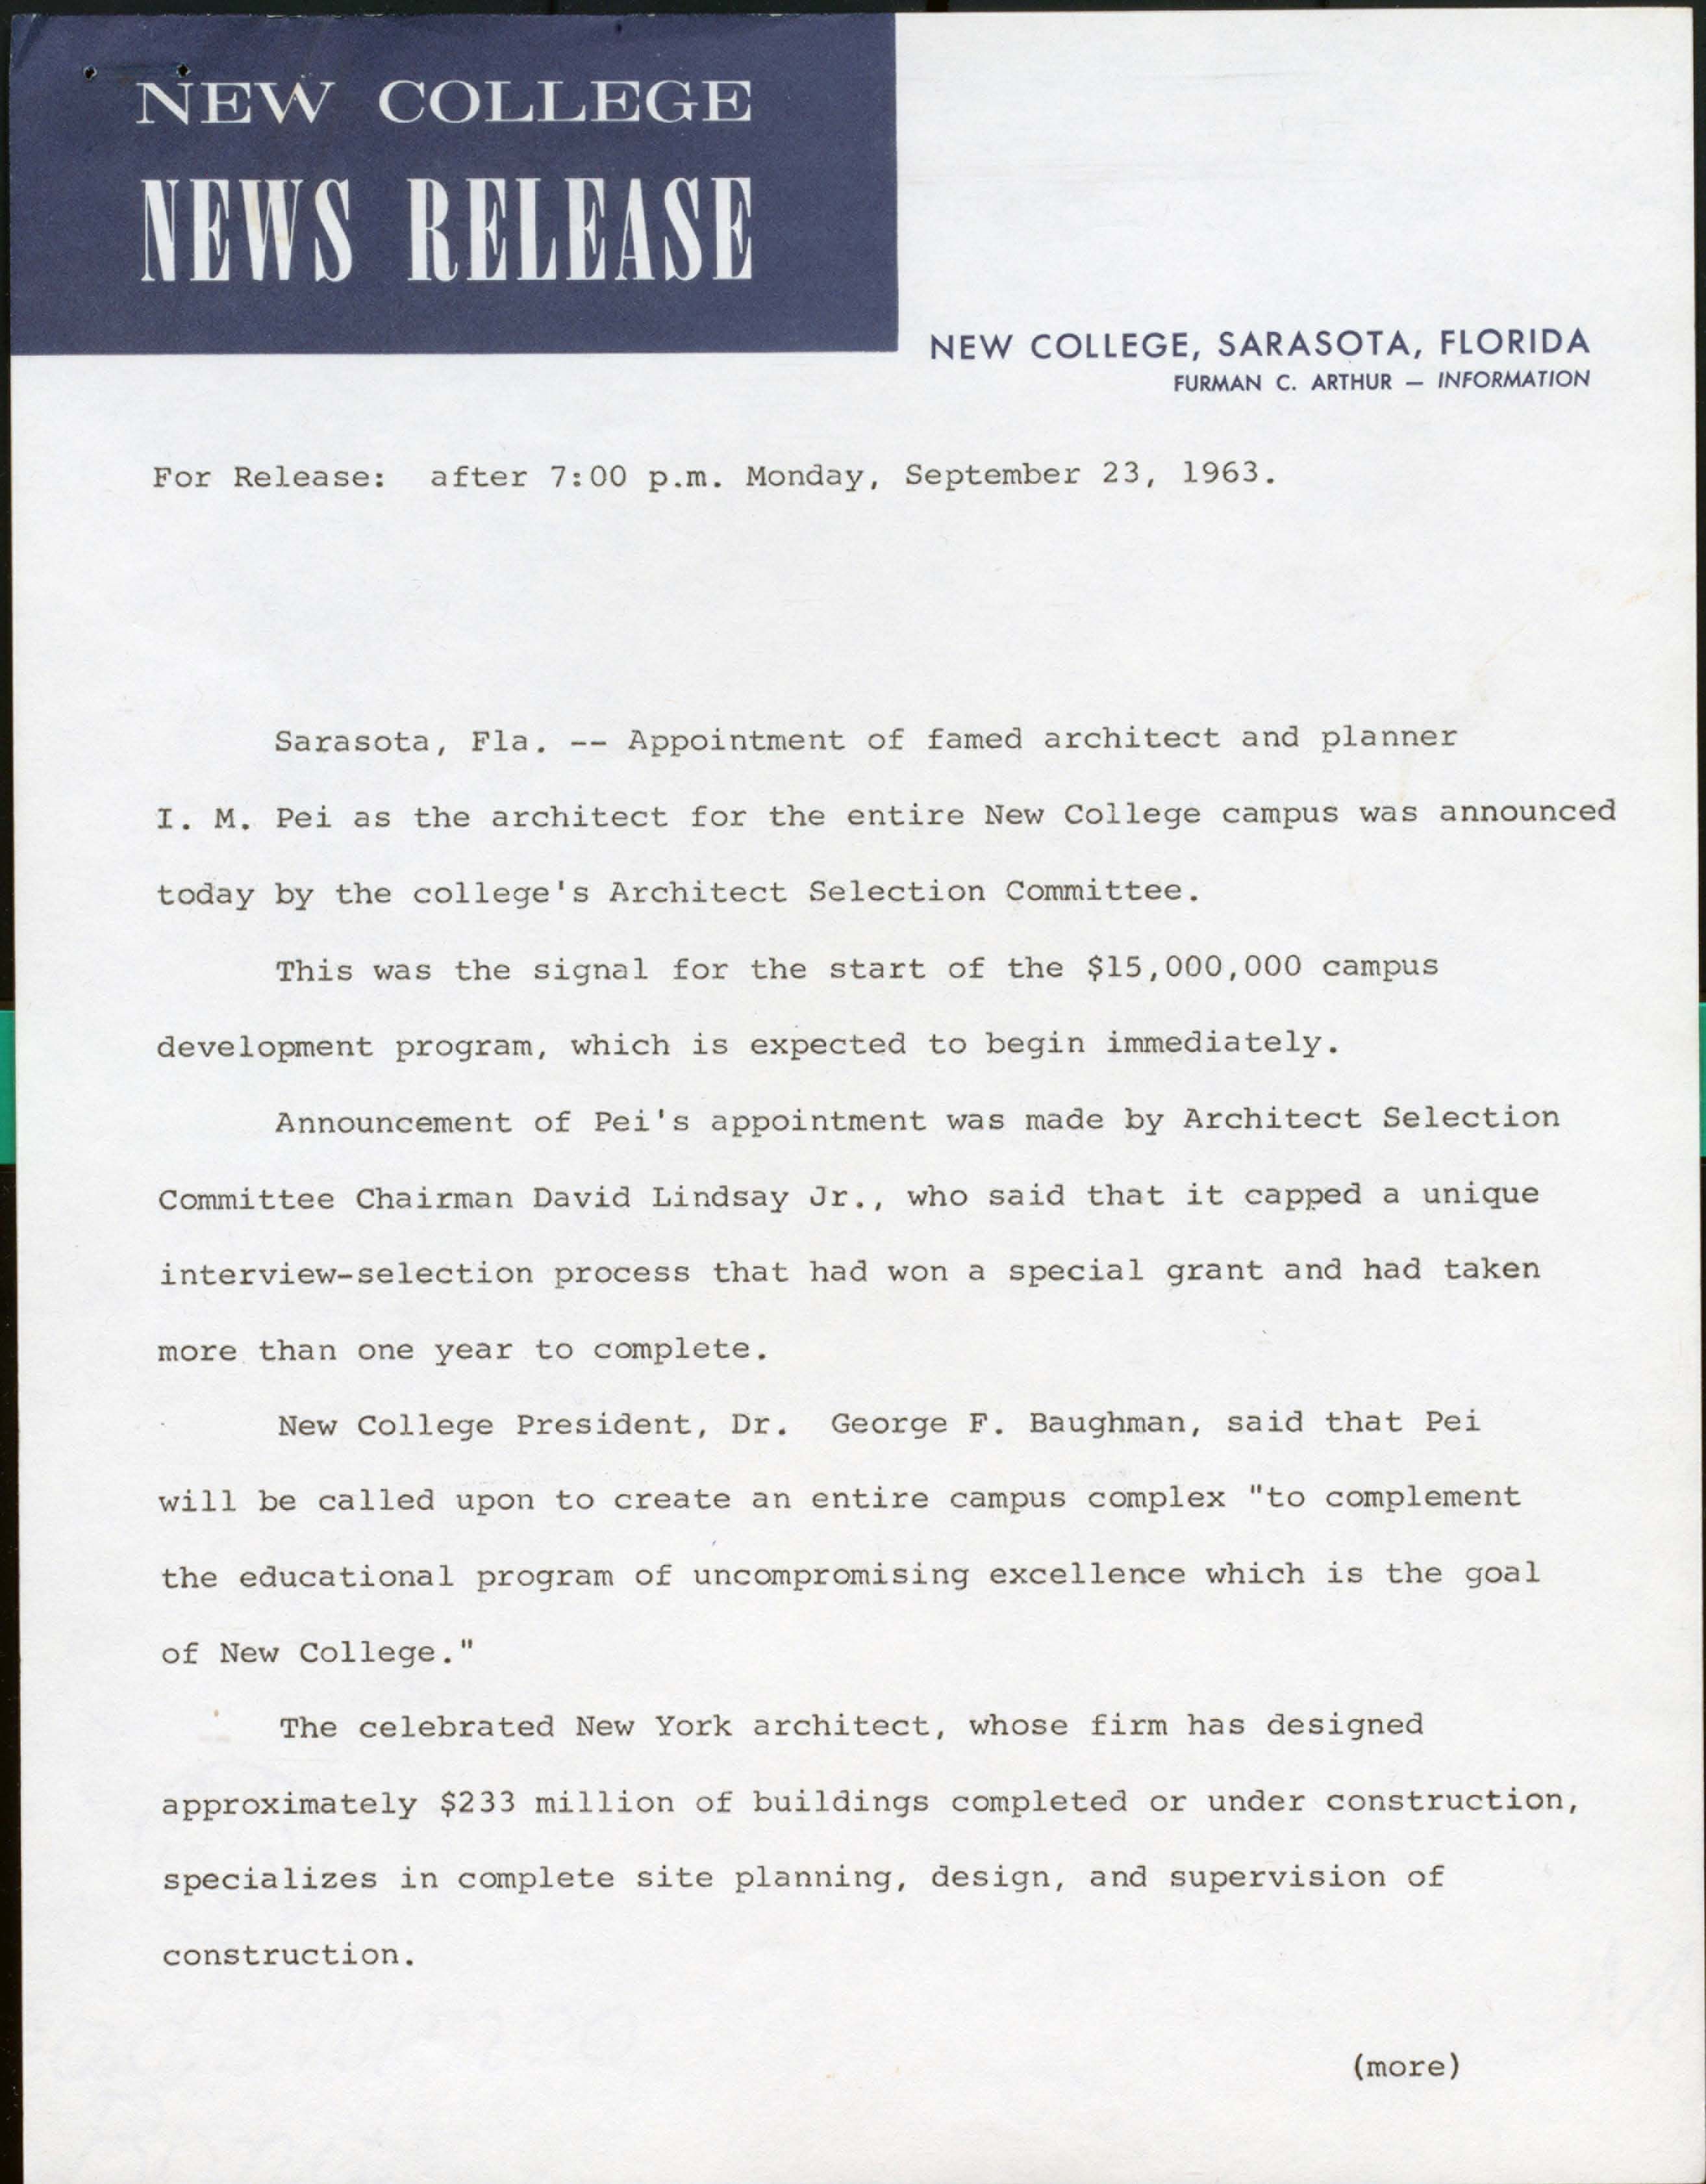 NEW COLLEGE
NEWS RELEASE
NEW COLLEGE, SARASOTA, FLORIDA
FURMAN C. ARTHUR — INFORMATION
For Release: after 7:00 p.m. Monday, September 23, 1963.
Sarasota, Fla. -- Appointment of famed architect and planner
I. M. Pei as the architect for the entire New College campus was announced
today by the college's Architect Selection Committee.
This was the signal for the start of the $15,000,000 campus
development program, which is expected to begin immediately.
Announcement of Pei's appointment was made by Architect Selection
Committee Chairman David Lindsay Jr., who said that it capped a unique
interview-selection process that had won a special grant and had taken
more than one year to complete.
New College President, Dr. George F. Baughman, said that Pei
will be called upon to create an entire campus complex "to complement
the educational program of uncompromising excellence which is the goal
of New College."
The celebrated New York architect, whose firm has designed
approximately $233 million of buildings completed or under construction,
specializes in complete site planning, design, and supervision of
construction.
(more)